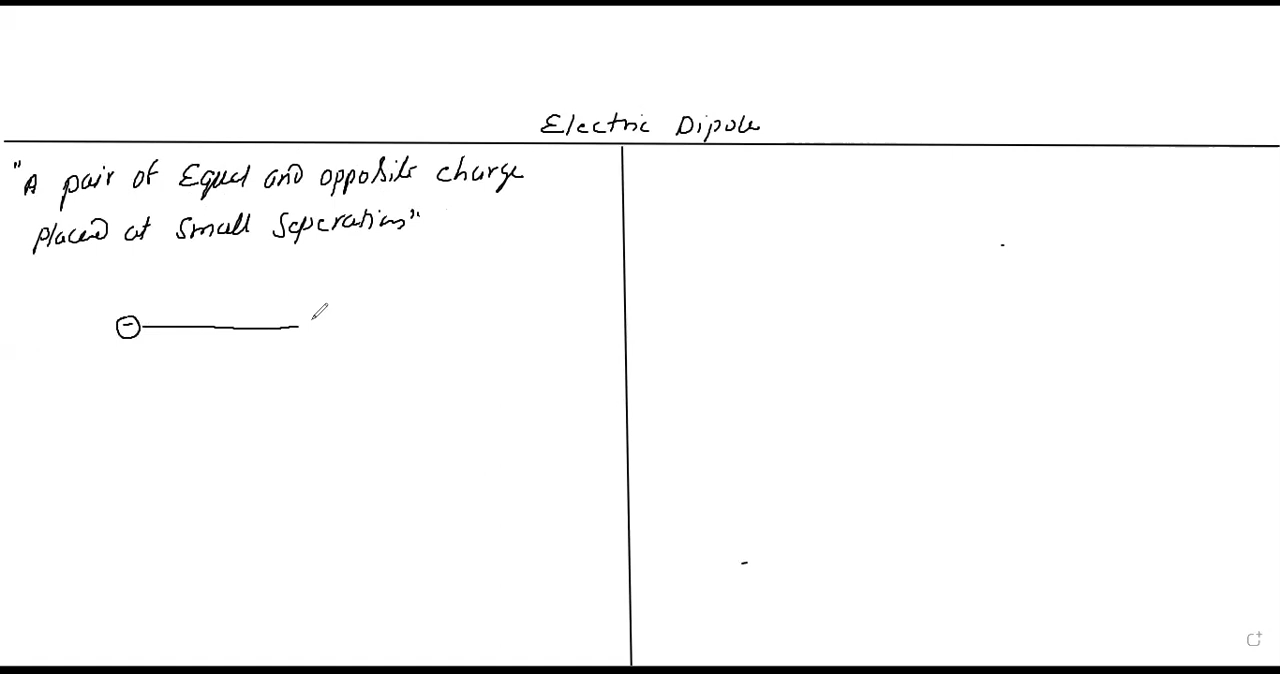 Electric Dipole
"A pair of Equal and opposite charge
placed at small seperation"
-